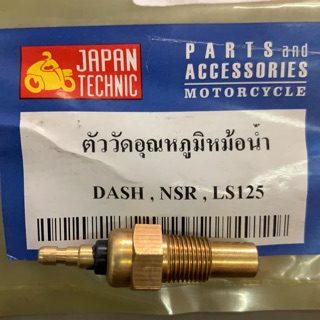 JAPAN
TECHNIC
PARTS and
ACCESSORIES
MOTORCYCLE
ตัววัดอุณหภูมิหม้อน้ำ
DASH , NSR , LS125